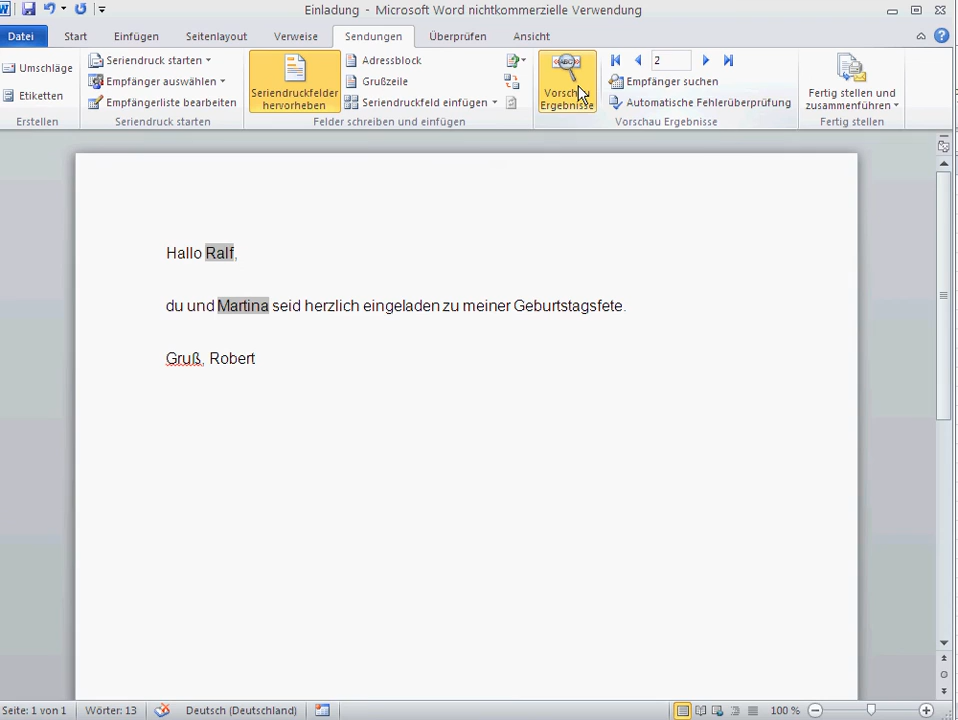 Einladung - Microsoft Word nichtkommerzielle Verwendung
Datei Start Einfügen Seitenlayout Verweise Sendungen Überprüfen Ansicht
Umschläge
Etiketten
Erstellen
Seriendruck starten
Empfänger auswählen
Empfängerliste bearbeiten
Seriendruck starten
Seriendruckfelder
hervorheben
Adressblock
Grußzeile
Seriendruckfeld einfügen
Felder schreiben und einfügen
ABC
Vorschau
Ergebnisse
2
Empfänger suchen
Automatische Fehlerüberprüfung
Vorschau Ergebnisse
Fertig stellen und
zusammenführen
Fertig stellen
Hallo Ralf,
du und Martina seid herzlich eingeladen zu meiner Geburtstagsfete.
Gruß, Robert
Seite: 1 von 1 Wörter: 13 Deutsch (Deutschland) 100 %